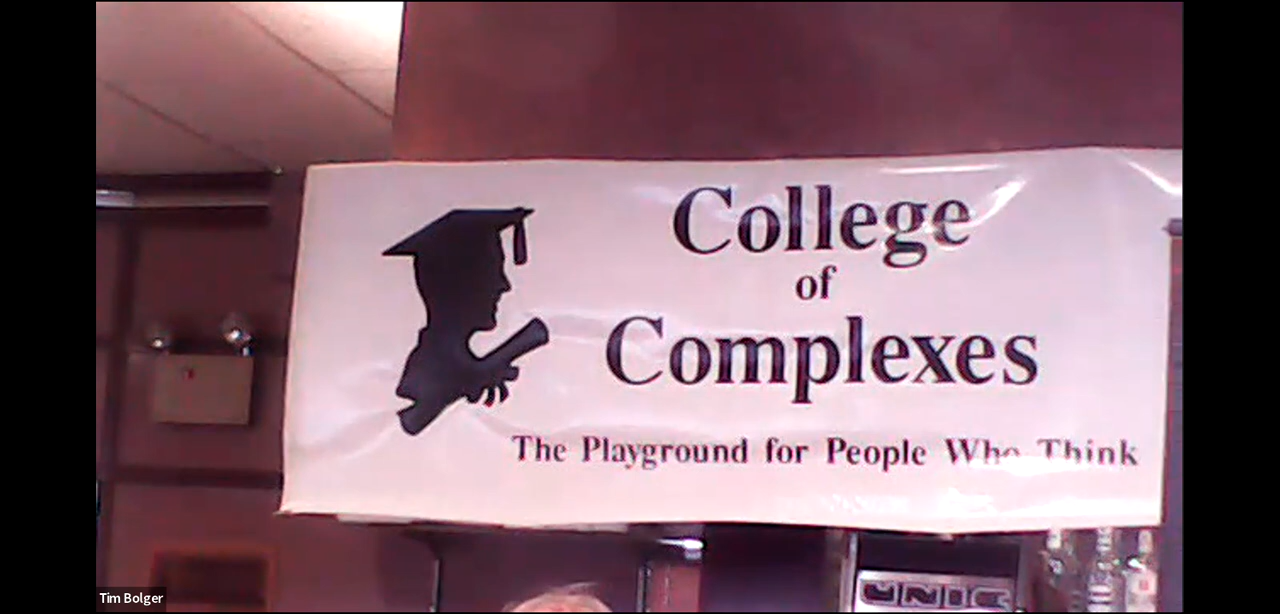 College
of
Complexes
The Playground for People Who Think
Tim Bolger